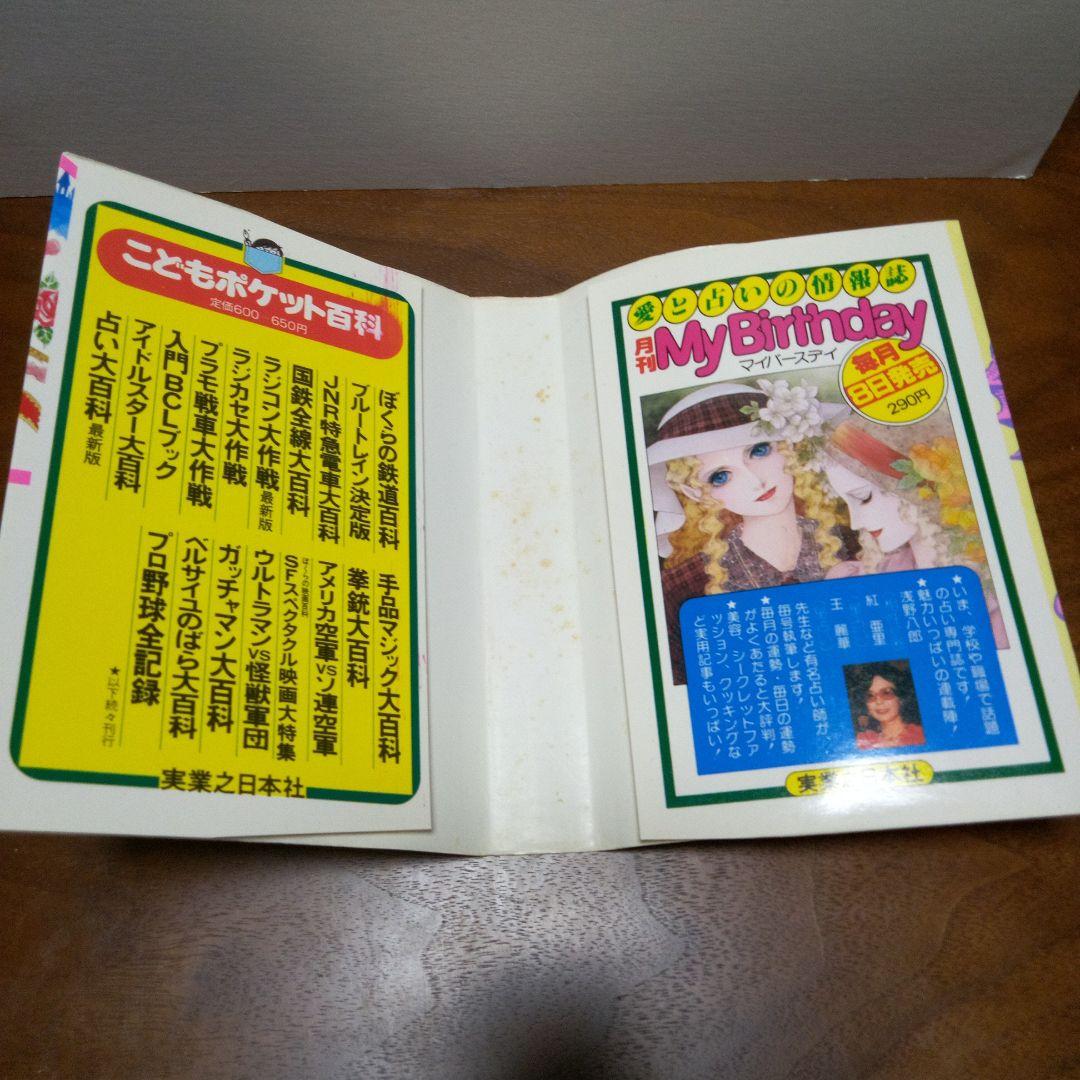 こどもポケット百科
定価600 650円
ぼくらの鉄道百科
ブルートレイン決定版
JNR特急電車大百科
国鉄全線大百科
ラジコン大作戦 最新版
ラジカセ大作戦
プラモ戦車大作戦
入門BCLブック
アイドルスター大百科
占い大百科 最新版
手品マジック大百科
拳銃大百科
アメリカ空軍vsソ連空軍
ぼくらの映画百科
SFスペクタクル映画大特集
ウルトラマンvs怪獣軍団
ガッチャマン大百科
ベルサイユのばら大百科
プロ野球全記録
★以下続々刊行
実業之日本社
愛と占いの情報誌
月刊 My Birthday
マイバースデイ
毎月
8日発売
290円
★いま、学校や職場で話題
の占い専門誌です。
★魅力いっぱいの連載陣!
浅野八郎
紅 亜里
王 麗華
先生など有名占い師が、
毎号執筆します。
★毎月の運勢・毎日の運勢
がよくあたると大評判!
★美容、シークレットファ
ッション、クッキングな
ど実用記事もいっぱい!
実業之日本社